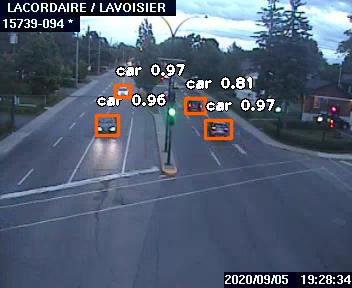 LACORDAIRE / LAVOISIER
15739-094 *
car 0.97
car 0.81
car 0.96
car 0.97
2020/09/05 19:28:34